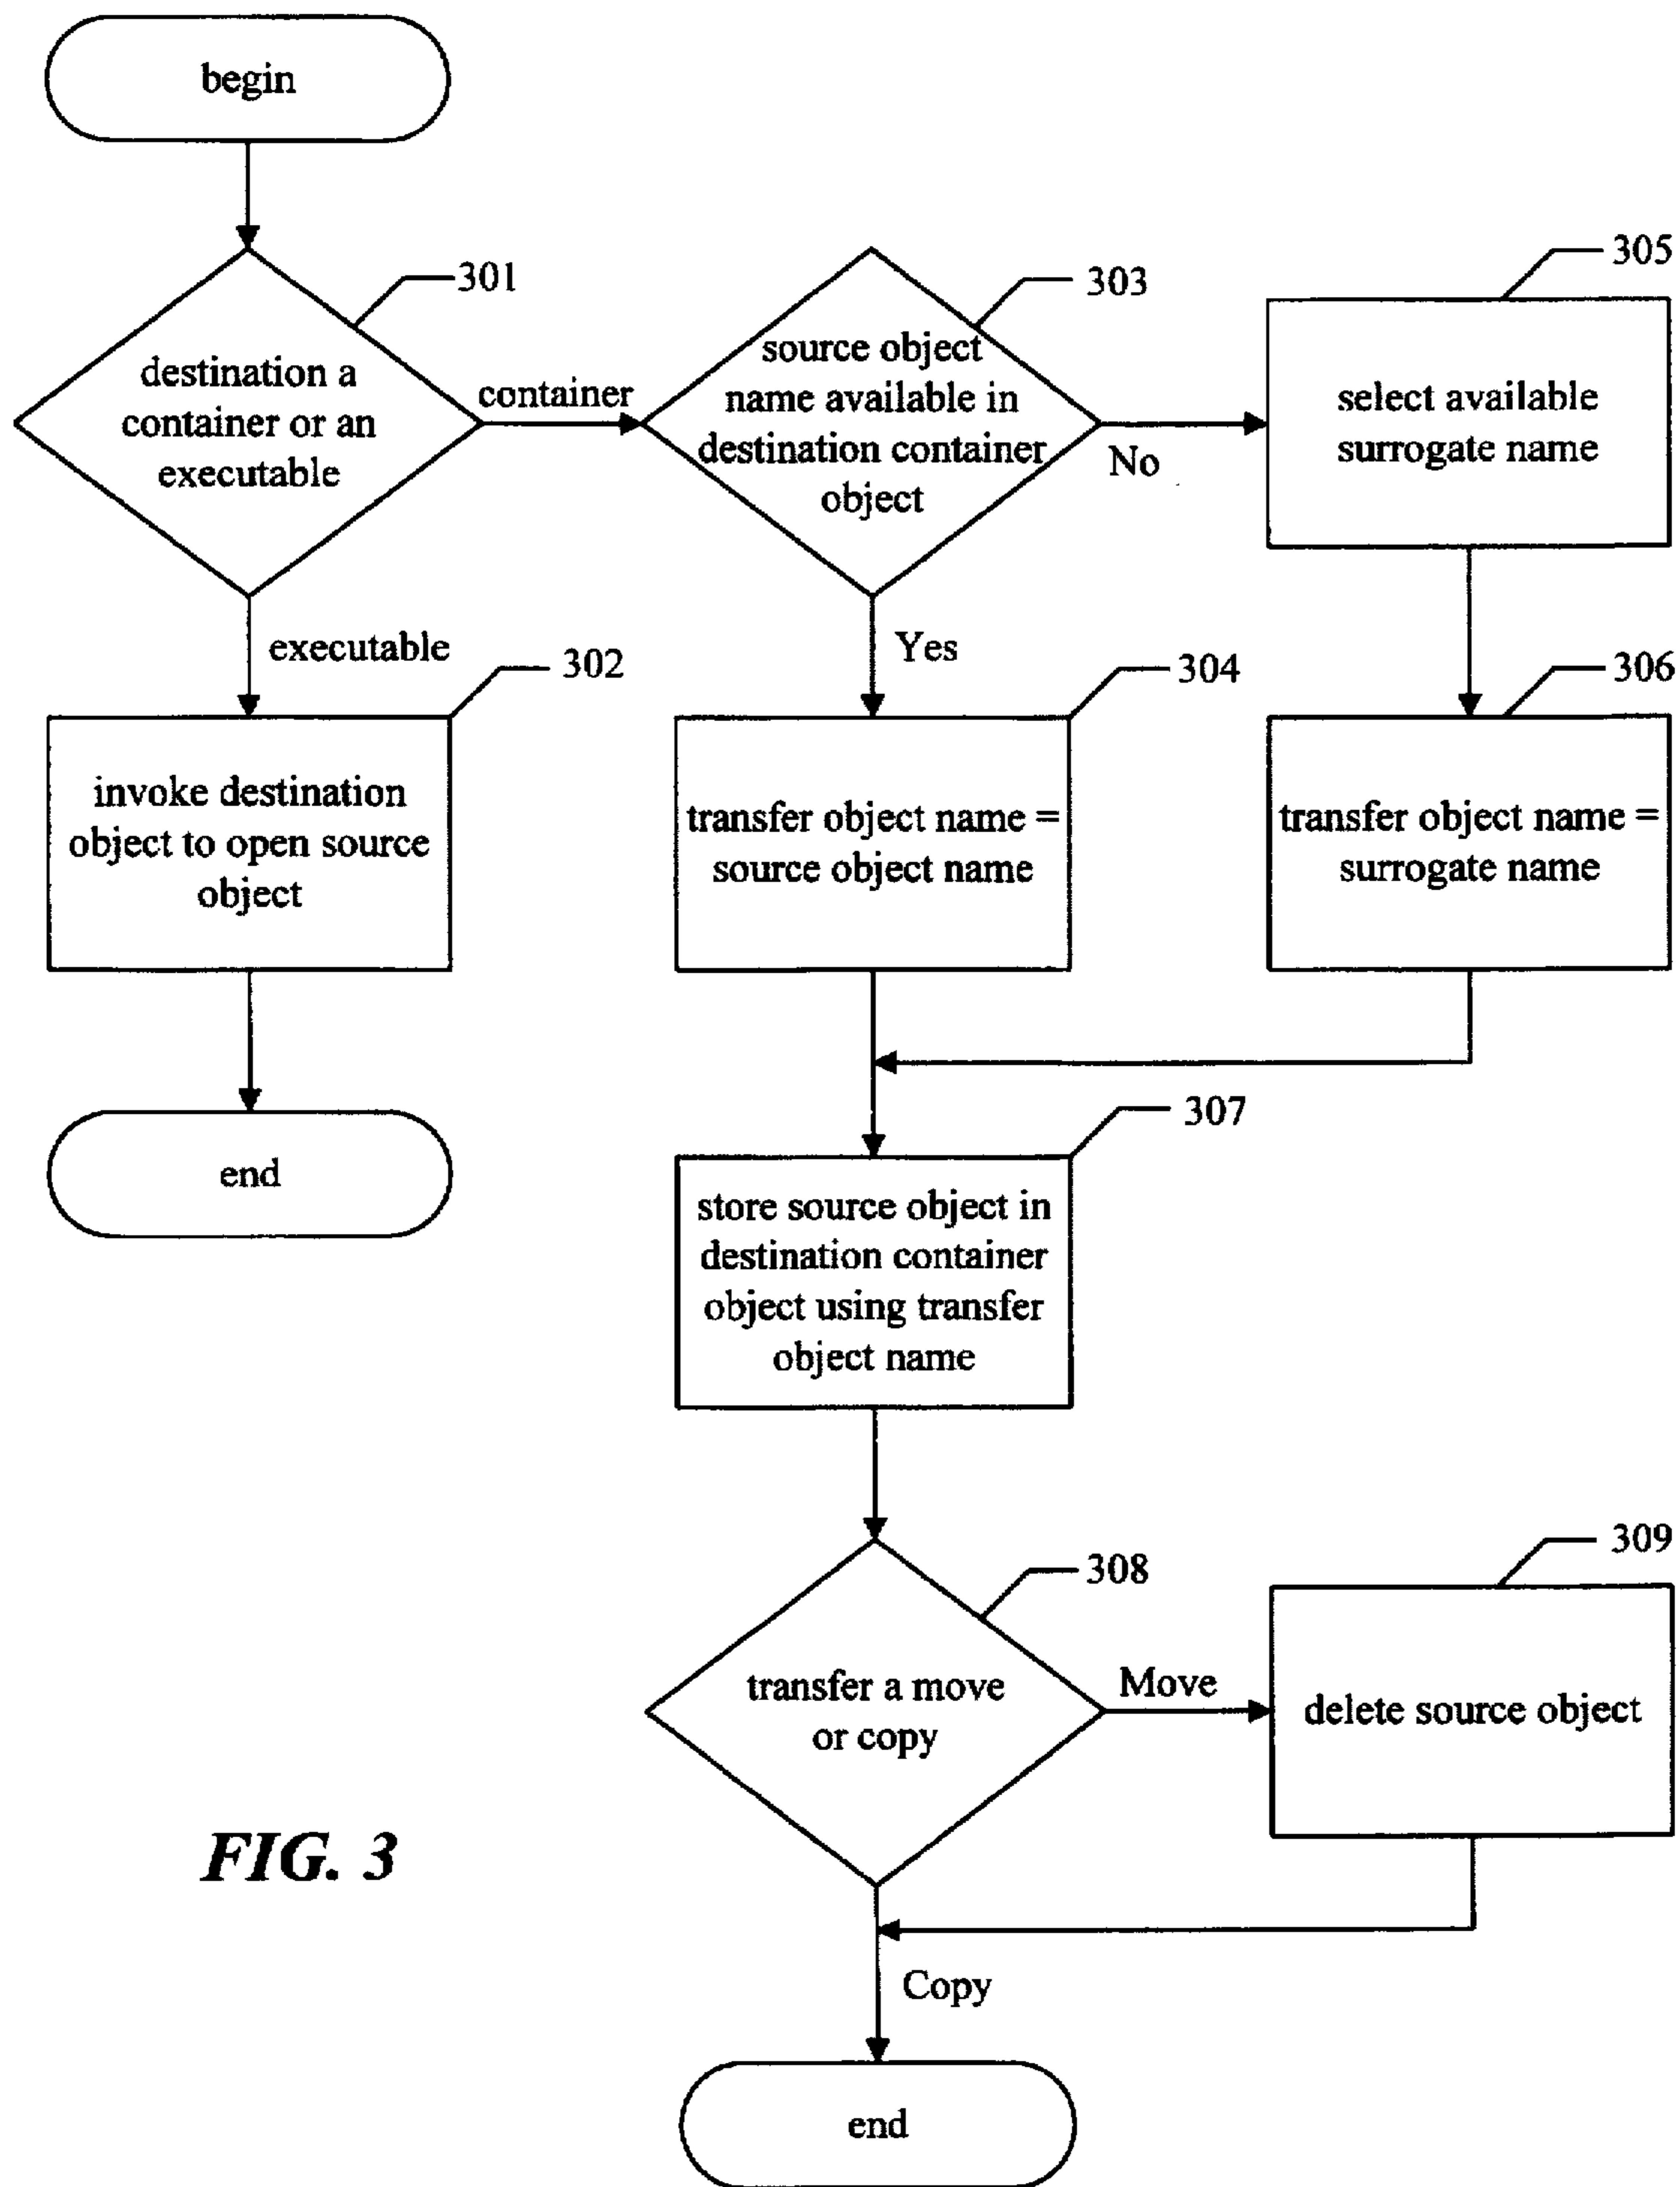 begin
301
destination a
container or an
executable
container
303
source object
name available in
destination container
object
No
305
select available
surrogate name
executable
302
invoke destination
object to open source
object
Yes
304
transfer object name =
source object name
306
transfer object name =
surrogate name
end
307
store source object in
destination container
object using transfer
object name
308
transfer a move
or copy
Move
309
delete source object
Copy
end
FIG. 3